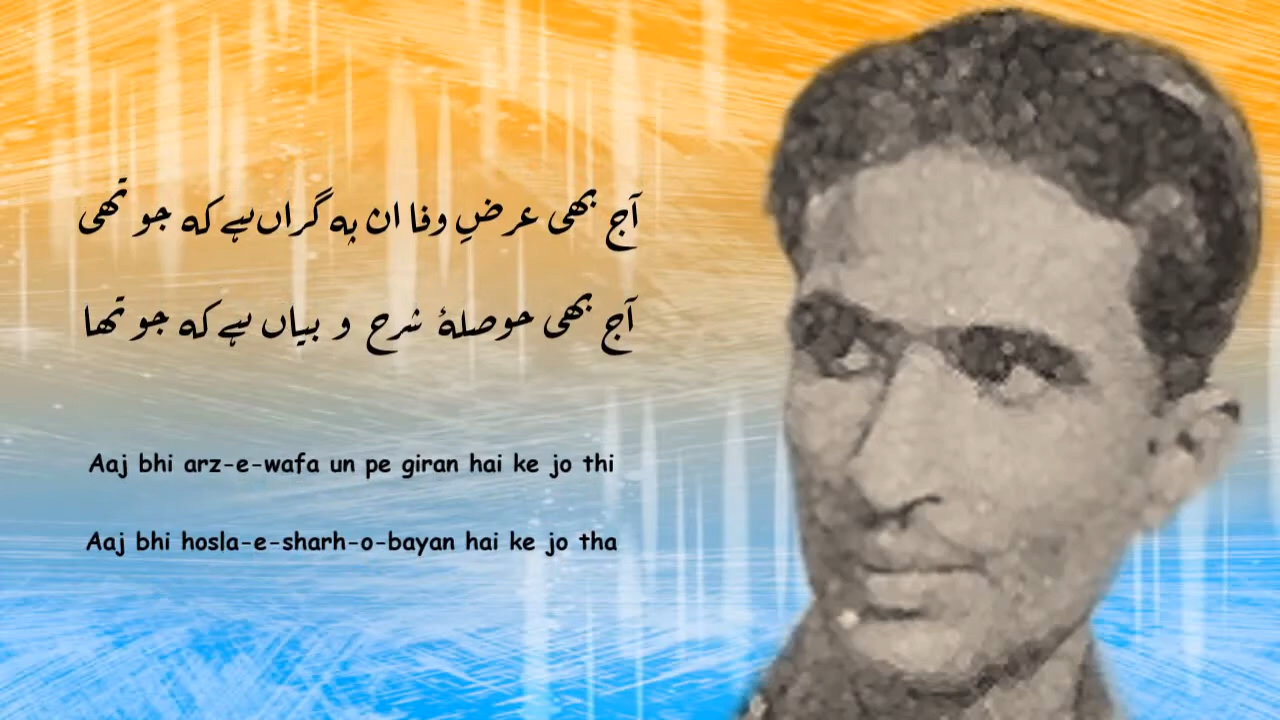 آج بھی عرضِ وفا ان پہ گراں ہے کہ جو تھی
آج بھی حوصلۂ شرح و بیاں ہے کہ جو تھا
Aaj bhi arz-e-wafa un pe giran hai ke jo thi
Aaj bhi hosla-e-sharh-o-bayan hai ke jo tha